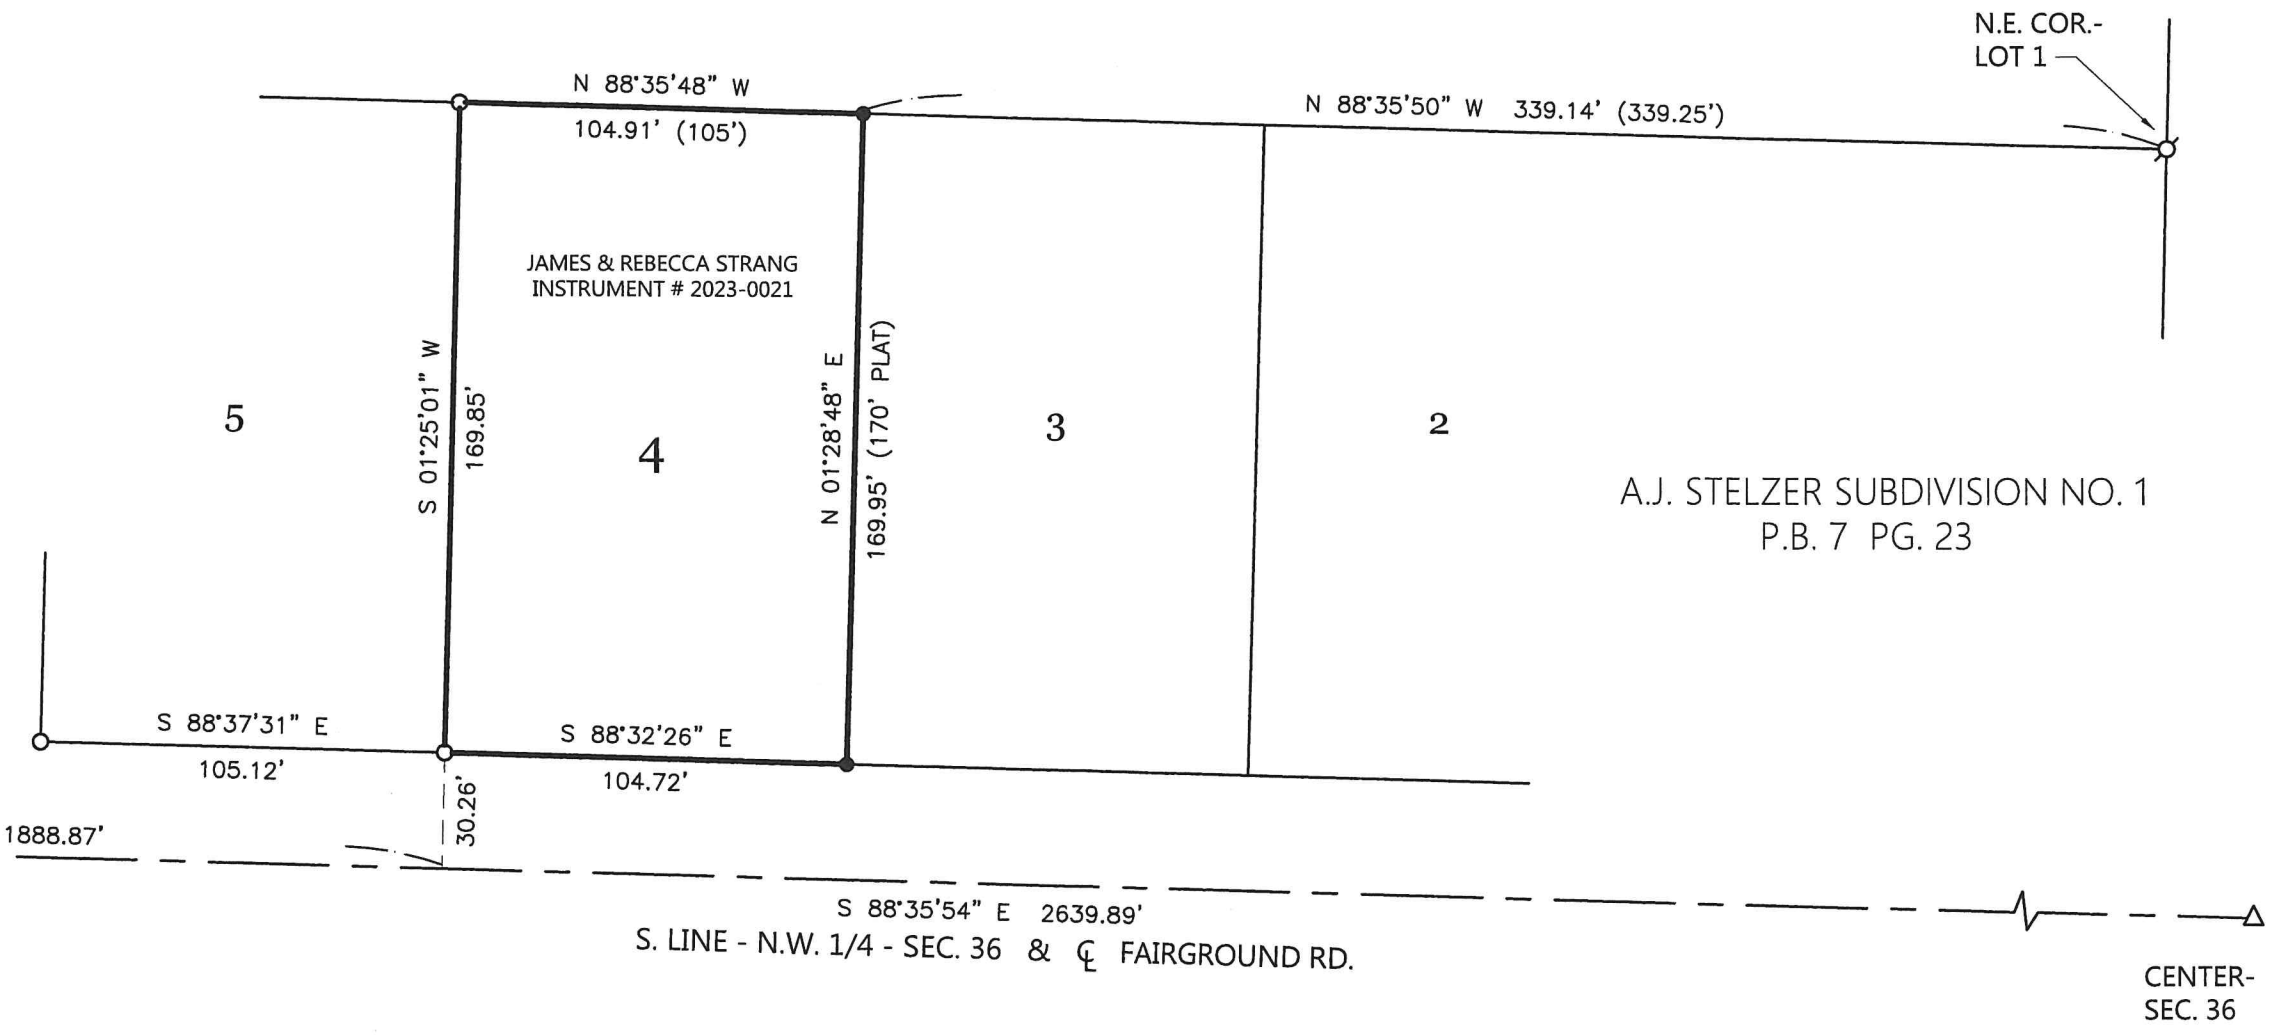 N.E. COR.-
LOT 1
N 88°35'48" W
104.91' (105')
N 88°35'50" W 339.14' (339.25')
JAMES & REBECCA STRANG
INSTRUMENT # 2023-0021
S 01°25'01" W
169.85'
N 01°28'48" E
169.95' (170' PLAT)
5
4
3
2
A.J. STELZER SUBDIVISION NO. 1
P.B. 7 PG. 23
S 88°37'31" E
105.12'
S 88°32'26" E
104.72'
30.26'
1888.87'
S 88°35'54" E 2639.89'
S. LINE - N.W. 1/4 - SEC. 36 & ℄ FAIRGROUND RD.
CENTER-
SEC. 36